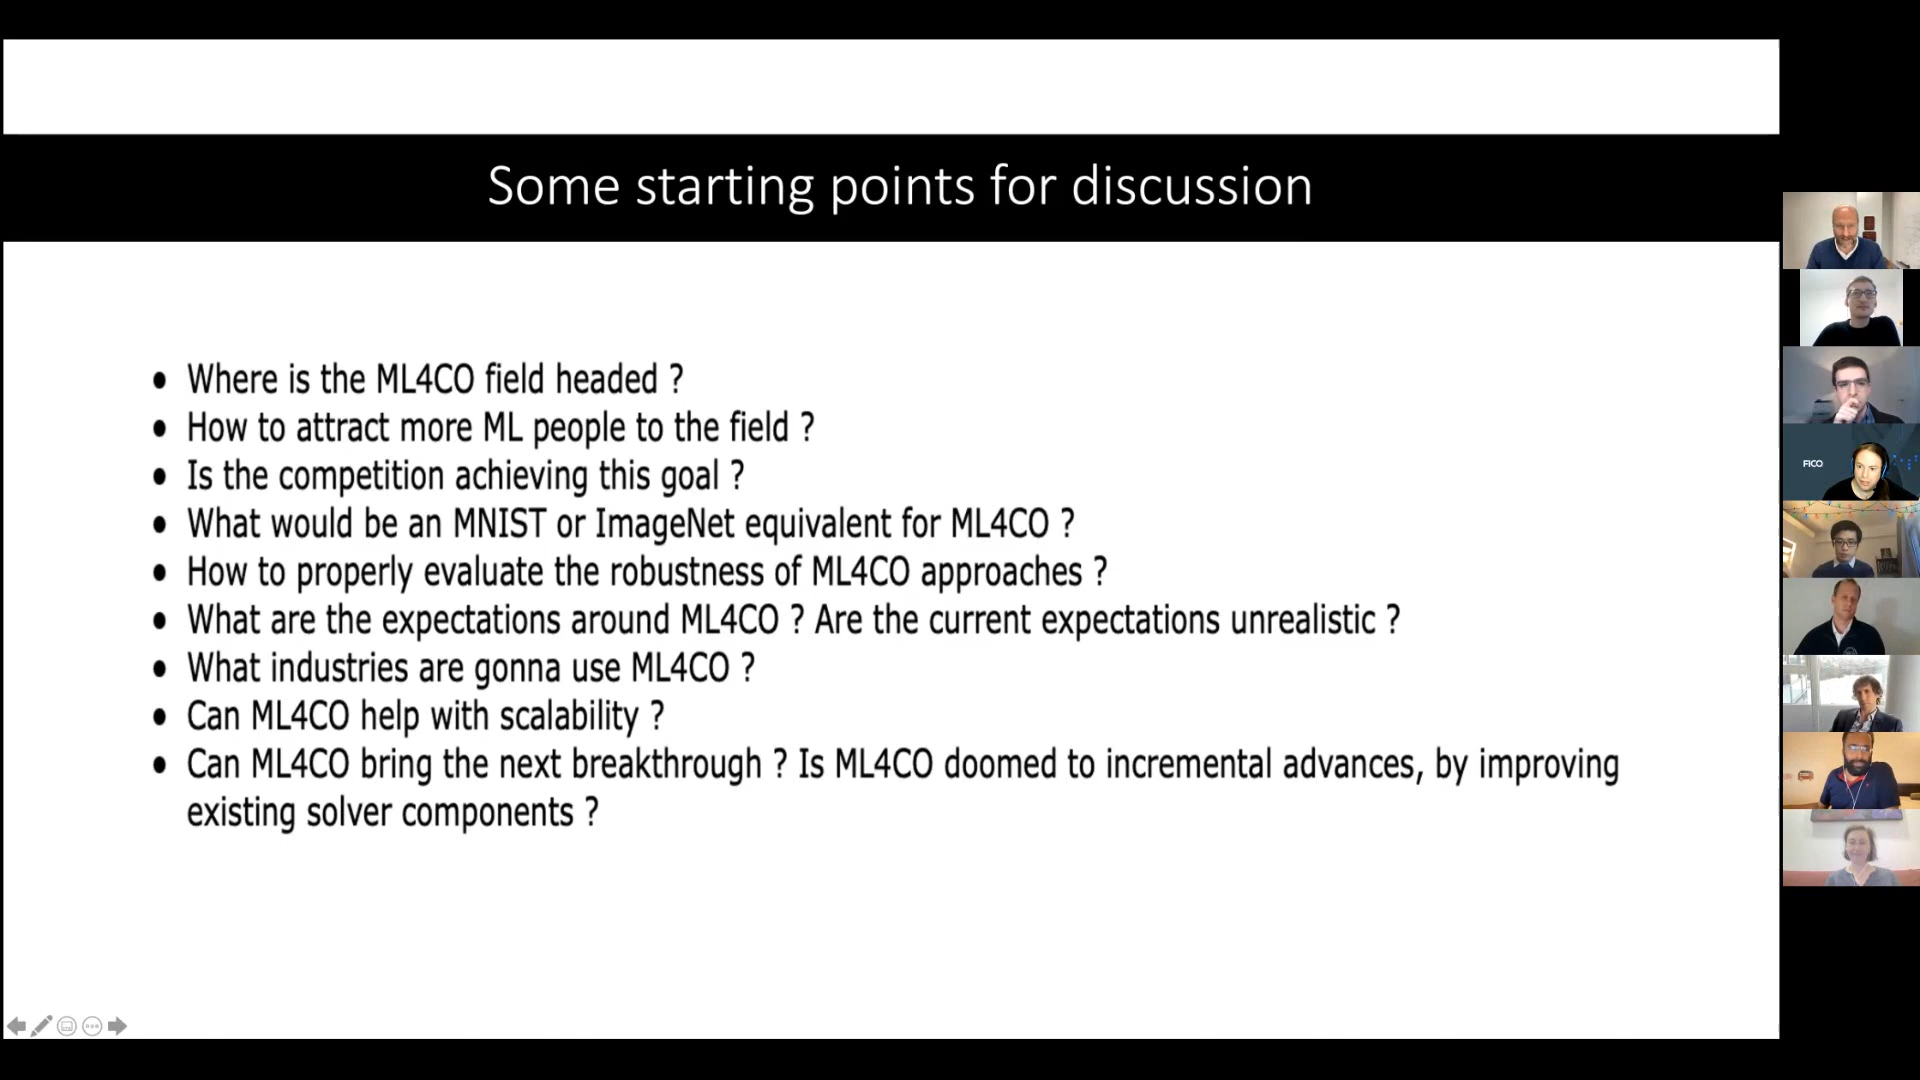 Some starting points for discussion
• Where is the ML4CO field headed ?
• How to attract more ML people to the field ?
• Is the competition achieving this goal ?
• What would be an MNIST or ImageNet equivalent for ML4CO ?
• How to properly evaluate the robustness of ML4CO approaches ?
• What are the expectations around ML4CO ? Are the current expectations unrealistic ?
• What industries are gonna use ML4CO ?
• Can ML4CO help with scalability ?
• Can ML4CO bring the next breakthrough ? Is ML4CO doomed to incremental advances, by improving
existing solver components ?
FICO